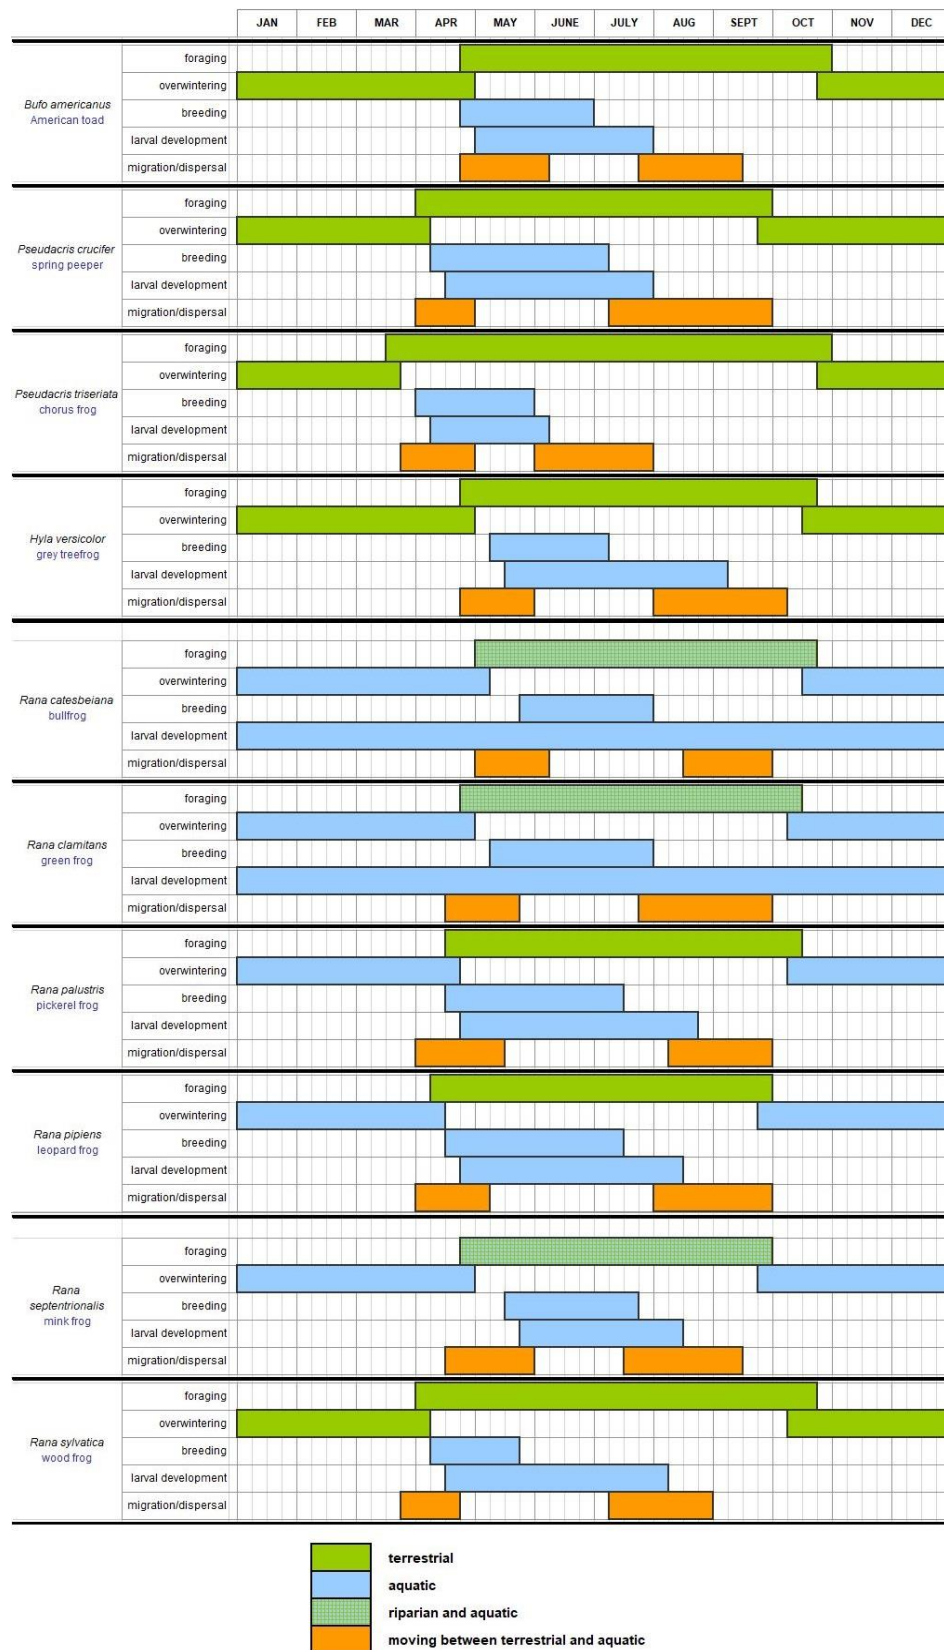 JAN FEB MAR APR MAY JUNE JULY AUG SEPT OCT NOV DEC
Bufo americanus
American toad
foraging
overwintering
breeding
larval development
migration/dispersal
Pseudacris crucifer
spring peeper
foraging
overwintering
breeding
larval development
migration/dispersal
Pseudacris triseriata
chorus frog
foraging
overwintering
breeding
larval development
migration/dispersal
Hyla versicolor
grey treefrog
foraging
overwintering
breeding
larval development
migration/dispersal
Rana catesbeiana
bullfrog
foraging
overwintering
breeding
larval development
migration/dispersal
Rana clamitans
green frog
foraging
overwintering
breeding
larval development
migration/dispersal
Rana palustris
pickerel frog
foraging
overwintering
breeding
larval development
migration/dispersal
Rana pipiens
leopard frog
foraging
overwintering
breeding
larval development
migration/dispersal
Rana
septentrionalis
mink frog
foraging
overwintering
breeding
larval development
migration/dispersal
Rana sylvatica
wood frog
foraging
overwintering
breeding
larval development
migration/dispersal
terrestrial
aquatic
riparian and aquatic
moving between terrestrial and aquatic